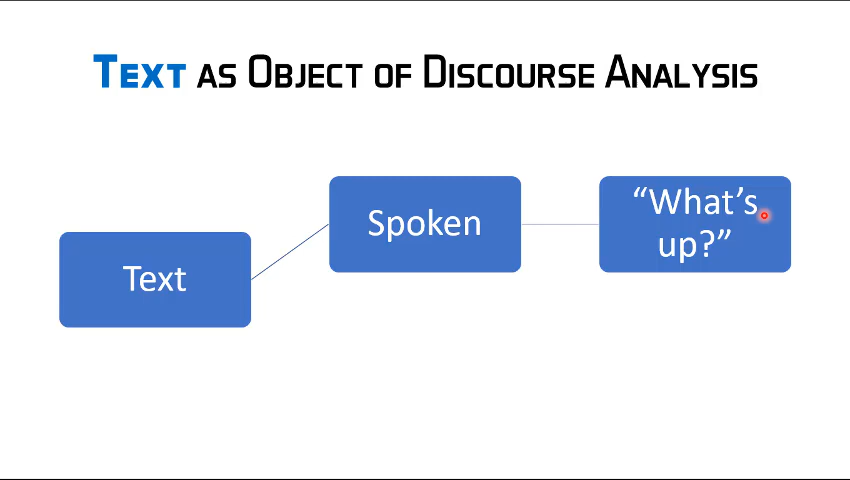 TEXT AS OBJECT OF DISCOURSE ANALYSIS
Text
Spoken
“What’s
up?”